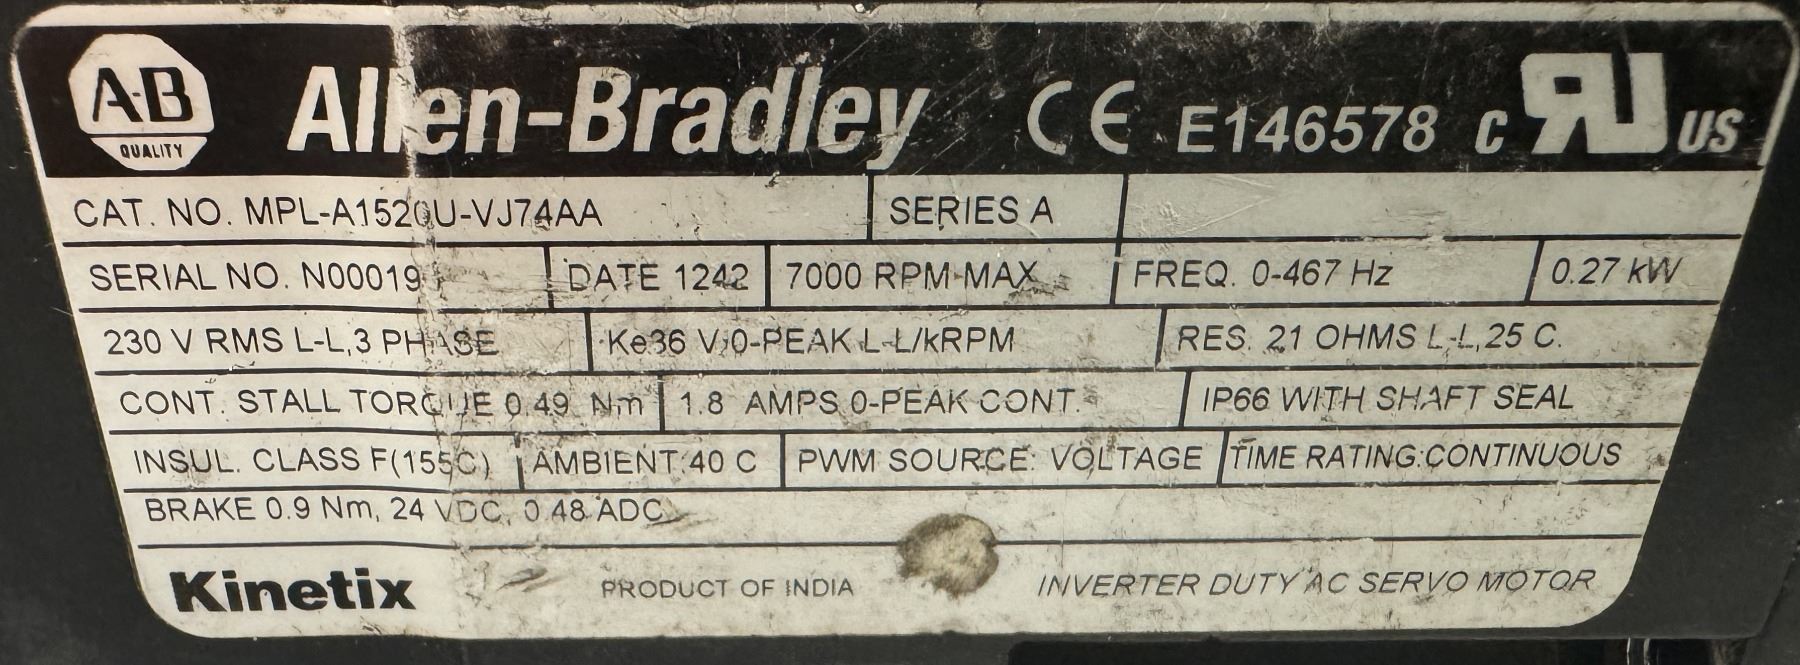 A-B QUALITY Allen-Bradley CE E146578 C RU US
CAT. NO. MPL-A1520U-VJ74AA SERIES A
SERIAL NO. N00019 DATE 1242 7000 RPM-MAX FREQ. 0-467 Hz 0.27 kW
230 V RMS L-L,3 PHASE Ke36 V,0-PEAK L-L/kRPM RES. 21 OHMS L-L,25 C.
CONT. STALL TORQUE 0.49 Nm 1.8 AMPS 0-PEAK CONT. IP66 WITH SHAFT SEAL
INSUL. CLASS F(155C) AMBIENT:40 C PWM SOURCE: VOLTAGE TIME RATING:CONTINUOUS
BRAKE 0.9 Nm, 24 VDC, 0.48 ADC
Kinetix PRODUCT OF INDIA INVERTER DUTY AC SERVO MOTOR